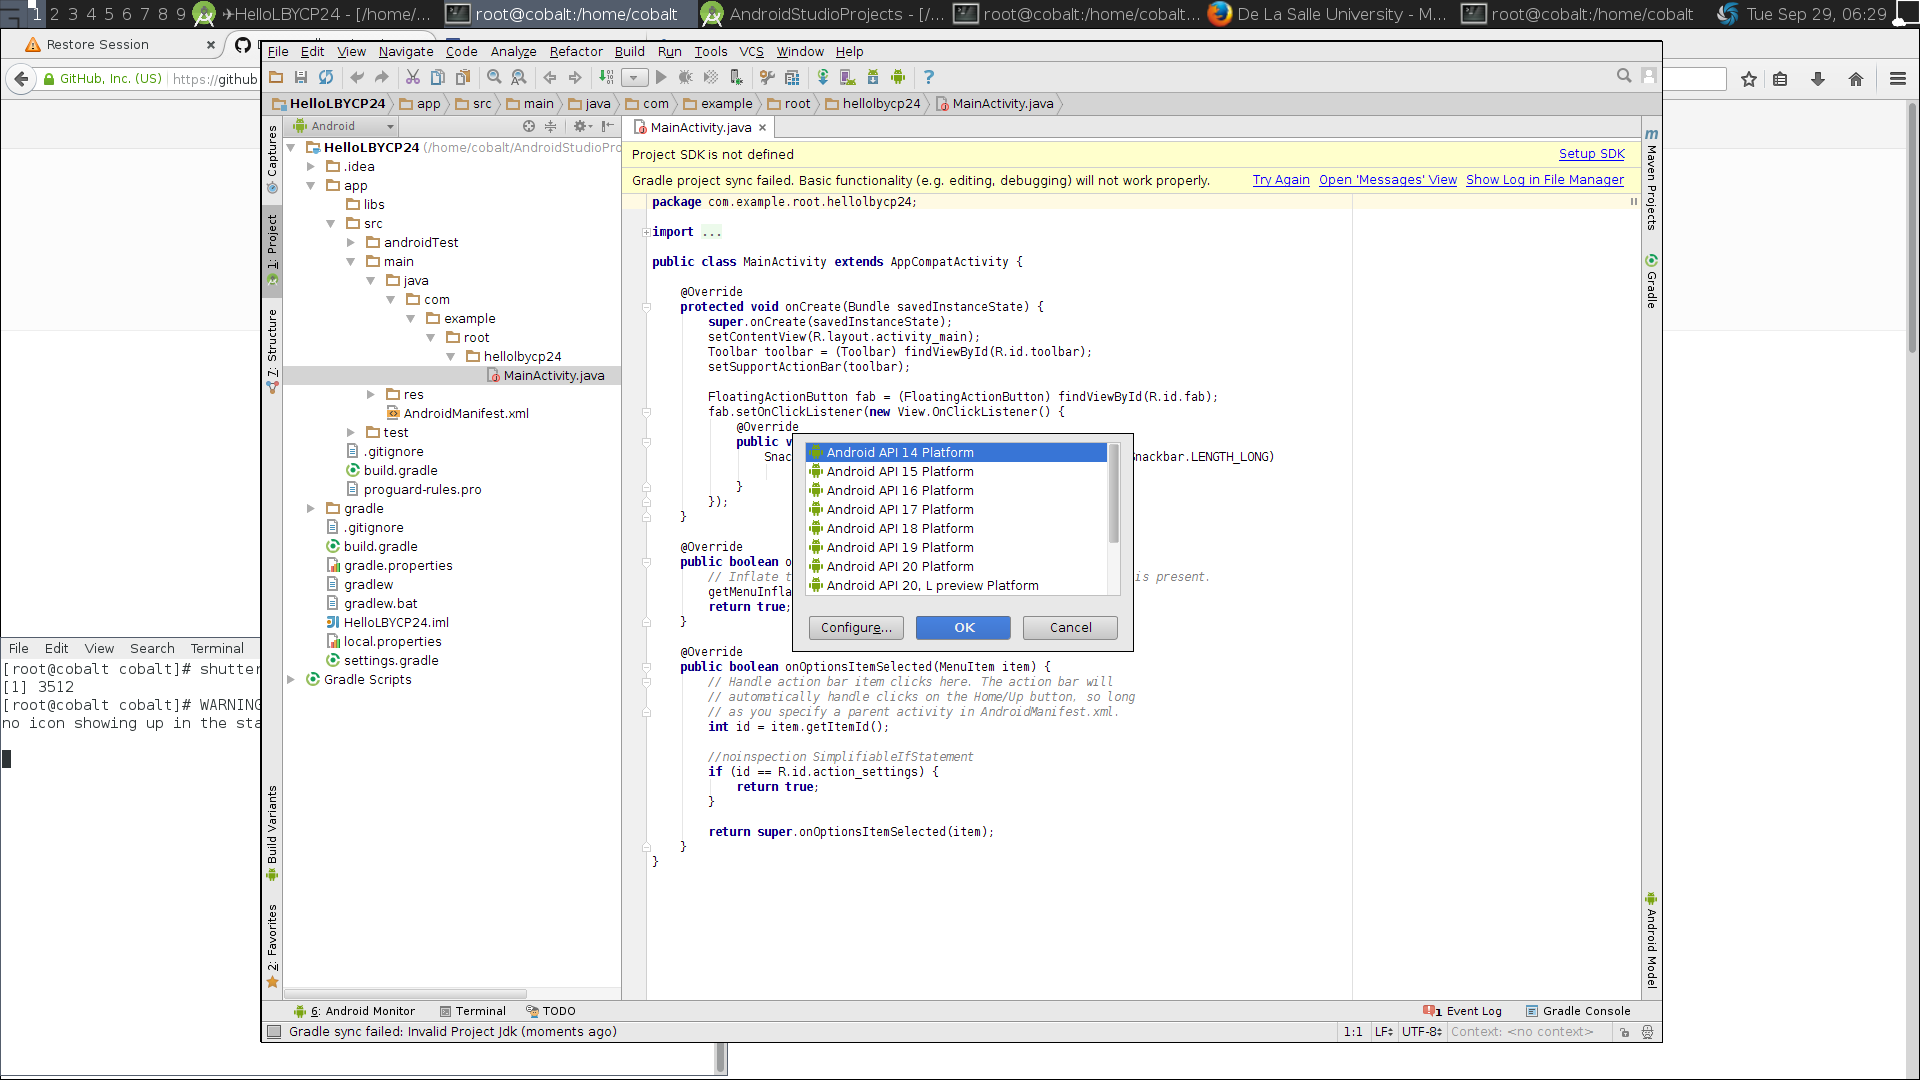 1 2 3 4 5 6 7 8 9 ✈HelloLBYCP24 - [/home/... root@cobalt:/home/cobalt AndroidStudioProjects - [/... root@cobalt:/home/cobalt... De La Salle University - M... root@cobalt:/home/cobalt Tue Sep 29, 06:29
Restore Session
GitHub, Inc. (US) https://github
File Edit View Navigate Code Analyze Refactor Build Run Tools VCS Window Help
HelloLBYCP24 app src main java com example root hellolbycp24 MainActivity.java
Android
MainActivity.java
Captures
1: Project
7: Structure
Build Variants
2: Favorites
HelloLBYCP24 (/home/cobalt/AndroidStudioPro
.idea
app
libs
src
androidTest
main
java
com
example
root
hellolbycp24
MainActivity.java
res
AndroidManifest.xml
test
.gitignore
build.gradle
proguard-rules.pro
gradle
.gitignore
build.gradle
gradle.properties
gradlew
gradlew.bat
HelloLBYCP24.iml
local.properties
settings.gradle
Gradle Scripts
Project SDK is not defined Setup SDK
Gradle project sync failed. Basic functionality (e.g. editing, debugging) will not work properly. Try Again Open 'Messages' View Show Log in File Manager
package com.example.root.hellolbycp24;
import ...
public class MainActivity extends AppCompatActivity {
@Override
protected void onCreate(Bundle savedInstanceState) {
super.onCreate(savedInstanceState);
setContentView(R.layout.activity_main);
Toolbar toolbar = (Toolbar) findViewById(R.id.toolbar);
setSupportActionBar(toolbar);
FloatingActionButton fab = (FloatingActionButton) findViewById(R.id.fab);
fab.setOnClickListener(new View.OnClickListener() {
@Override
public v
Snac nackbar.LENGTH_LONG)
}
});
}
@Override
public boolean o
// Inflate t is present.
getMenuInfla
return true;
}
@Override
public boolean onOptionsItemSelected(MenuItem item) {
// Handle action bar item clicks here. The action bar will
// automatically handle clicks on the Home/Up button, so long
// as you specify a parent activity in AndroidManifest.xml.
int id = item.getItemId();
//noinspection SimplifiableIfStatement
if (id == R.id.action_settings) {
return true;
}
return super.onOptionsItemSelected(item);
}
}
Android API 14 Platform
Android API 15 Platform
Android API 16 Platform
Android API 17 Platform
Android API 18 Platform
Android API 19 Platform
Android API 20 Platform
Android API 20, L preview Platform
Configure... OK Cancel
m Maven Projects
Gradle
Android Model
File Edit View Search Terminal
[root@cobalt cobalt]# shutter
[1] 3512
[root@cobalt cobalt]# WARNING
no icon showing up in the sta
6: Android Monitor Terminal TODO 1 Event Log Gradle Console
Gradle sync failed: Invalid Project Jdk (moments ago) 1:1 LF UTF-8 Context: <no context>